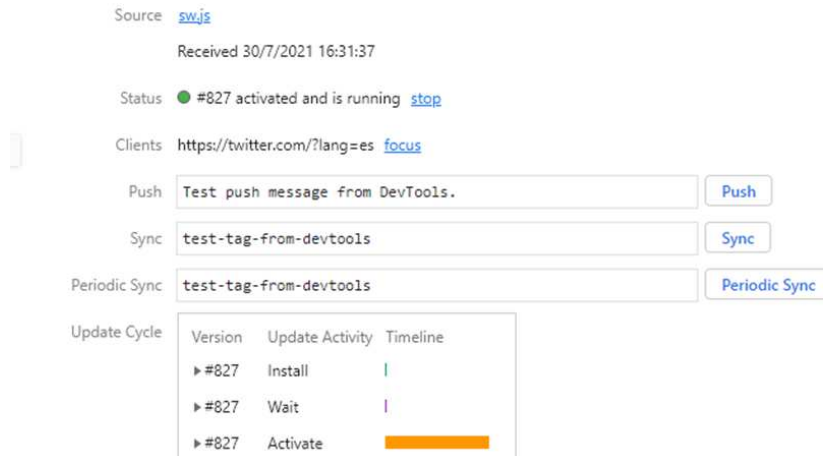 Source sw.js
Received 30/7/2021 16:31:37
Status #827 activated and is running stop
Clients https://twitter.com/?lang=es focus
Push Test push message from DevTools. Push
Sync test-tag-from-devtools Sync
Periodic Sync test-tag-from-devtools Periodic Sync
Update Cycle Version Update Activity Timeline
#827 Install
#827 Wait
#827 Activate